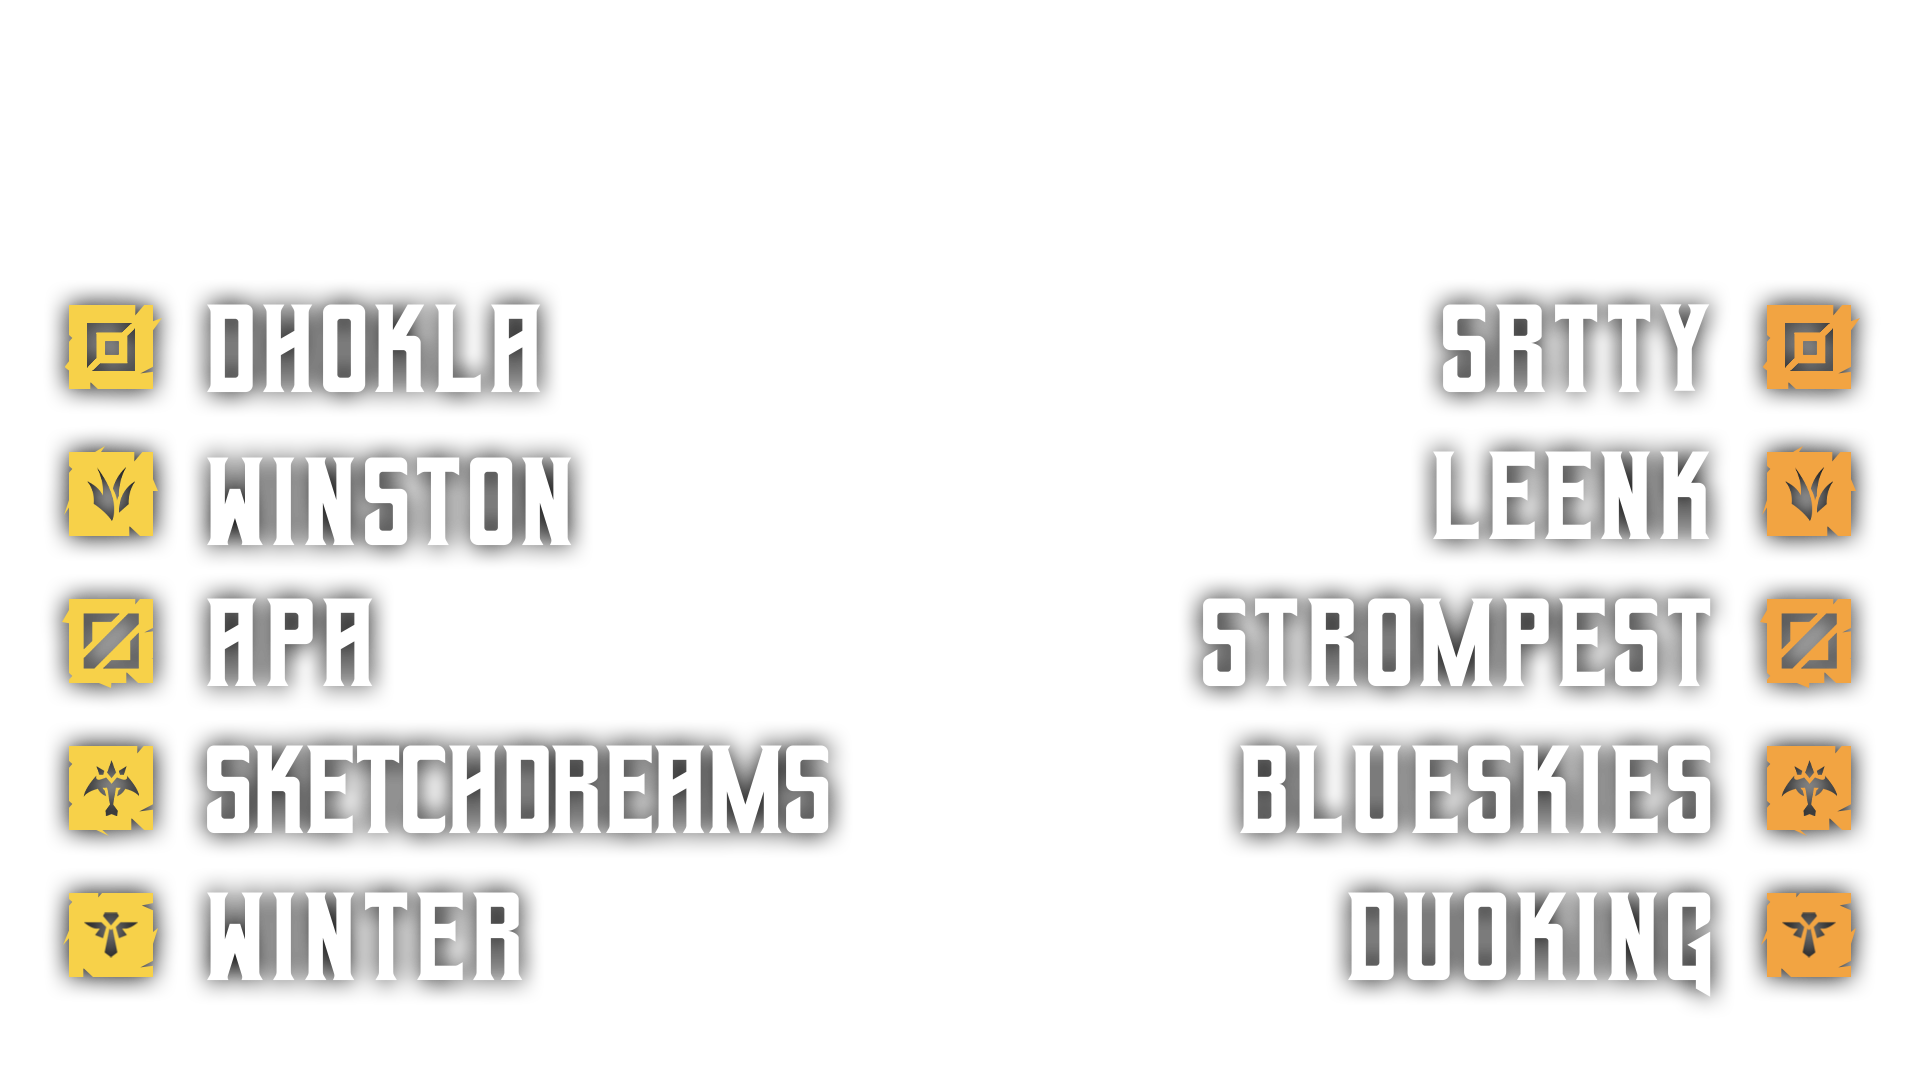 DHOKLA
WINSTON
APA
SKETCHDREAMS
WINTER
SRTTY
LEENK
STROMPEST
BLUESKIES
DUOKING